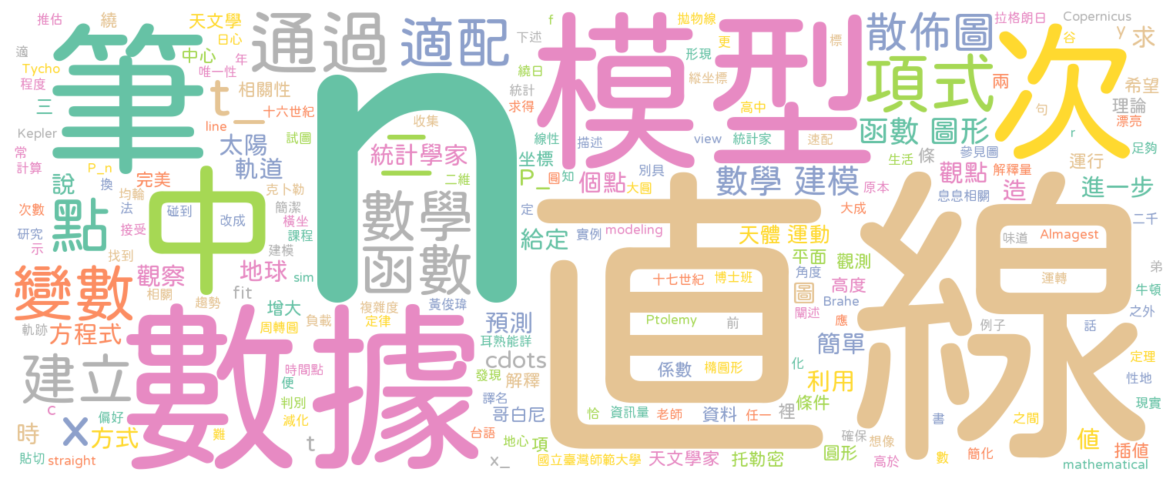 推估 繞 天文學 通過 適配 f 拋物線 散佈圖 拉格朗日 Copernicus
適 筆 日心 下述 模型 更 標 谷 y 求
Tycho 中心 年 繞日 形現 項式 兩 次 希望
程度 唯一性 t_ 相關性 n 統計 縱坐標 理論
三 十六世紀 求得 高中 句 漂亮
Kepler line 試圖 收集 線性 描述 view 統計家 速配 函數 圖形 r 足夠
常 太陽 二 統計學家 坐標 別具 生活 條 參見圖 運行
計算 P_n 軌道 二維 P_ 圓 知 個點 大圓 數學 建模 觀點 解釋量
說 換 完美 克卜勒 原本 息息相關 造 進一步
次數 點 均輪 中 碰到 簡潔 數學 定 直線 大成 二千
研究 法 改成 橫坐 函數 給定 實例 modeling 天體 運動 味道 Almagest
示 接受 課程 平面 觀測
找到 建模 十七世紀 博士班 角度 高度 弟
變數 觀察 地球 sim 圖 Brahe 運轉 牛頓
相關 趨勢 fit 增大 複雜度 黃俊瑋 Ptolemy 前 闡述 應 之外
軌跡 方程式 周轉圓 負載 定律 預測 例子 話
耳熟能詳 簡單 定理
建立 數據 時間點 cdots 係數 橢圓形 化 性地
便 發現 解釋 利用 現實
c x 偏好 判別 譯名 哥白尼 恰 資訊量 老師 資料 任一 裡 條件 書 之間
時 方式 減化 t 台語 確保 想像 值 插值
貼切 straight 難 x_ 地心 項 國立臺灣師範大學 天文學家 托勒密 圓形 高於 數 簡化 mathematical